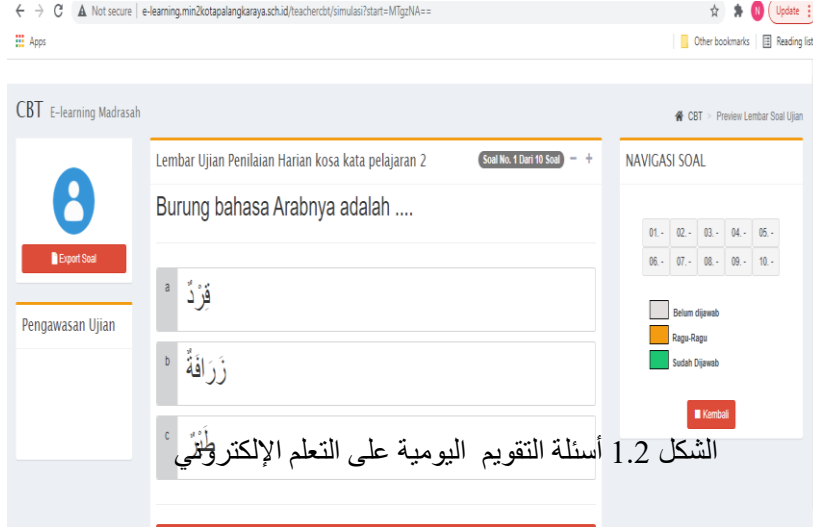 Not secure
e-learning.min2kotapalangkaraya.sch.id/teachercbt/simulasi?start=MTgzNA==
N
Update
Apps
Other bookmarks
Reading list
CBT E-learning Madrasah
CBT > Preview Lembar Soal Ujian
Export Soal
Pengawasan Ujian
Lembar Ujian Penilaian Harian kosa kata pelajaran 2
Soal No. 1 Dari 10 Soal
- +
Burung bahasa Arabnya adalah ....
a قِرْدٌ
b زَرَافَةٌ
c طَيْرٌ
الشكل 1.2 أسئلة التقويم اليومية على التعلم الإلكتروني
NAVIGASI SOAL
01. - 02. - 03. - 04. - 05. -
06. - 07. - 08. - 09. - 10. -
Belum dijawab
Ragu-Ragu
Sudah Dijawab
Kembali